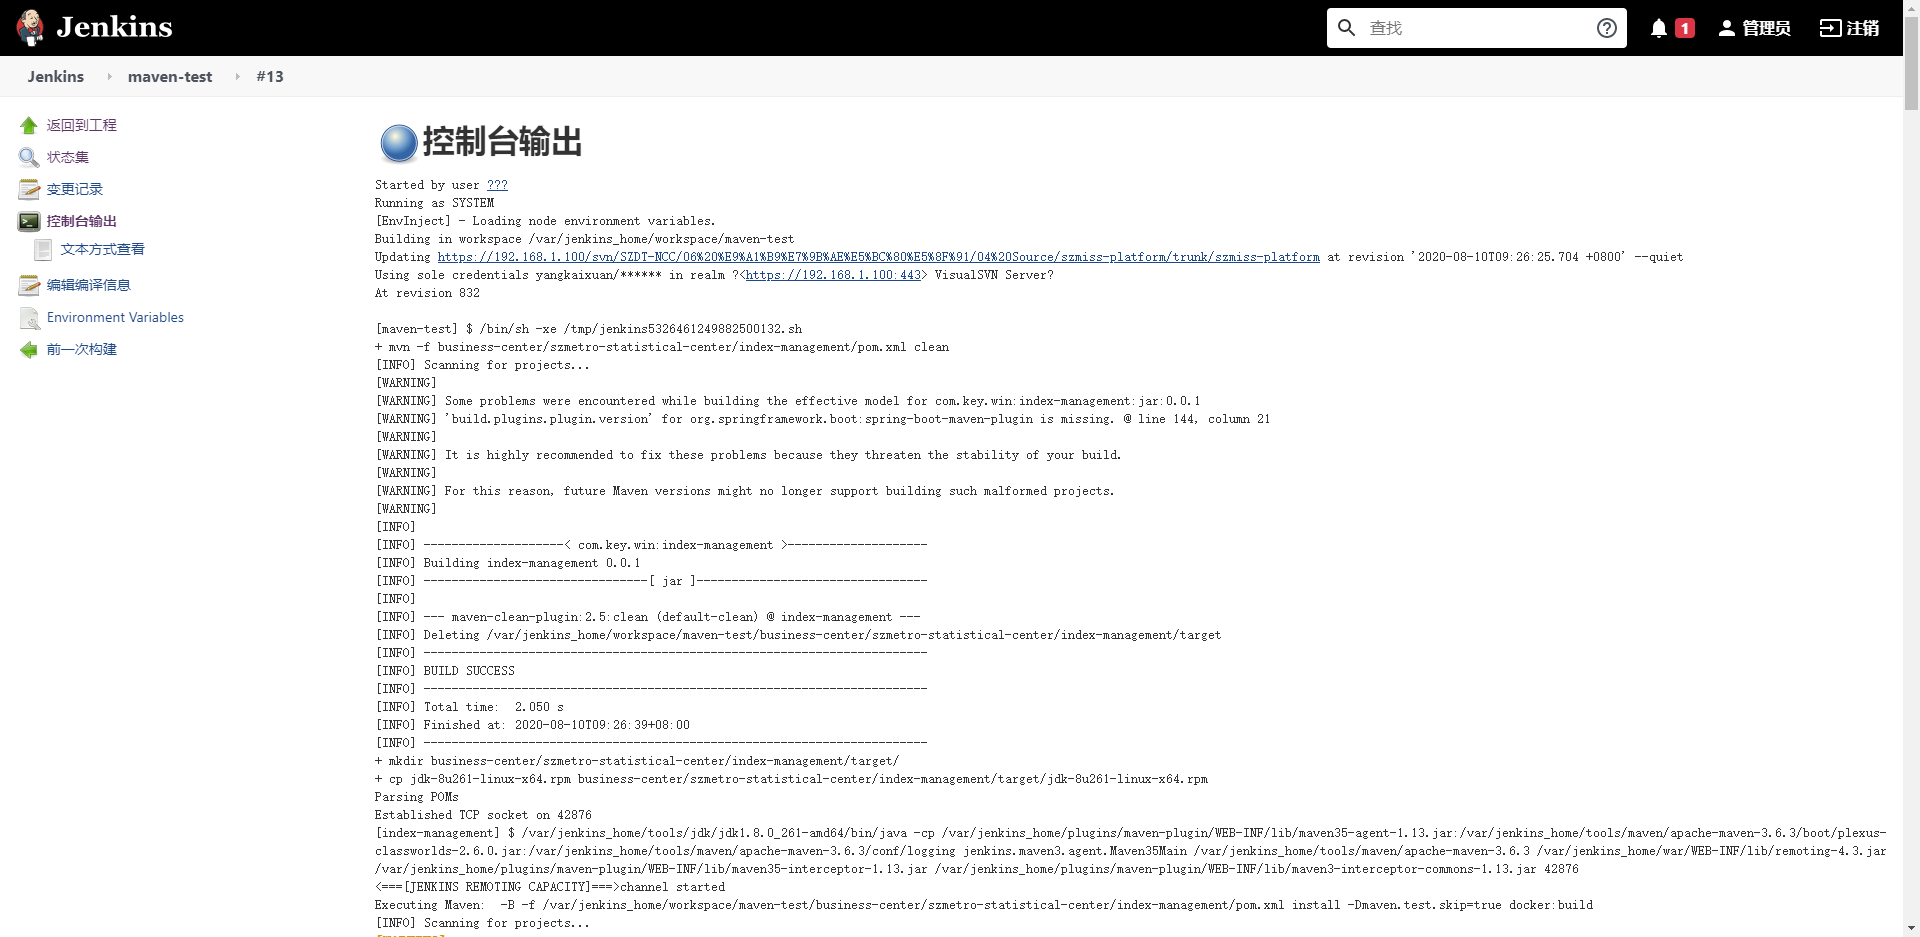 Jenkins
查找
1
管理员
注销
Jenkins
maven-test
#13
返回到工程
状态集
变更记录
控制台输出
文本方式查看
编辑编译信息
Environment Variables
前一次构建
控制台输出
Started by user ???
Running as SYSTEM
[EnvInject] - Loading node environment variables.
Building in workspace /var/jenkins_home/workspace/maven-test
Updating https://192.168.1.100/svn/SZDT-NCC/06%20%E9%A1%B9%E7%9B%AE%E5%BC%80%E5%8F%91/04%20Source/szmiss-platform/trunk/szmiss-platform at revision '2020-08-10T09:26:25.704 +0800' --quiet
Using sole credentials yangkaixuan/****** in realm ?<https://192.168.1.100:443> VisualSVN Server?
At revision 832
[maven-test] $ /bin/sh -xe /tmp/jenkins5326461249882500132.sh
+ mvn -f business-center/szmetro-statistical-center/index-management/pom.xml clean
[INFO] Scanning for projects...
[WARNING]
[WARNING] Some problems were encountered while building the effective model for com.key.win:index-management:jar:0.0.1
[WARNING] 'build.plugins.plugin.version' for org.springframework.boot:spring-boot-maven-plugin is missing. @ line 144, column 21
[WARNING]
[WARNING] It is highly recommended to fix these problems because they threaten the stability of your build.
[WARNING]
[WARNING] For this reason, future Maven versions might no longer support building such malformed projects.
[WARNING]
[INFO]
[INFO] --------------------< com.key.win:index-management >--------------------
[INFO] Building index-management 0.0.1
[INFO] --------------------------------[ jar ]---------------------------------
[INFO]
[INFO] --- maven-clean-plugin:2.5:clean (default-clean) @ index-management ---
[INFO] Deleting /var/jenkins_home/workspace/maven-test/business-center/szmetro-statistical-center/index-management/target
[INFO] ------------------------------------------------------------------------
[INFO] BUILD SUCCESS
[INFO] ------------------------------------------------------------------------
[INFO] Total time:  2.050 s
[INFO] Finished at: 2020-08-10T09:26:39+08:00
[INFO] ------------------------------------------------------------------------
+ mkdir business-center/szmetro-statistical-center/index-management/target/
+ cp jdk-8u261-linux-x64.rpm business-center/szmetro-statistical-center/index-management/target/jdk-8u261-linux-x64.rpm
Parsing POMs
Established TCP socket on 42876
[index-management] $ /var/jenkins_home/tools/jdk/jdk1.8.0_261-amd64/bin/java -cp /var/jenkins_home/plugins/maven-plugin/WEB-INF/lib/maven35-agent-1.13.jar:/var/jenkins_home/tools/maven/apache-maven-3.6.3/boot/plexus-
classworlds-2.6.0.jar:/var/jenkins_home/tools/maven/apache-maven-3.6.3/conf/logging jenkins.maven3.agent.Maven35Main /var/jenkins_home/tools/maven/apache-maven-3.6.3 /var/jenkins_home/war/WEB-INF/lib/remoting-4.3.jar
/var/jenkins_home/plugins/maven-plugin/WEB-INF/lib/maven35-interceptor-1.13.jar /var/jenkins_home/plugins/maven-plugin/WEB-INF/lib/maven3-interceptor-commons-1.13.jar 42876
<===[JENKINS REMOTING CAPACITY]===>channel started
Executing Maven:  -B -f /var/jenkins_home/workspace/maven-test/business-center/szmetro-statistical-center/index-management/pom.xml install -Dmaven.test.skip=true docker:build
[INFO] Scanning for projects...